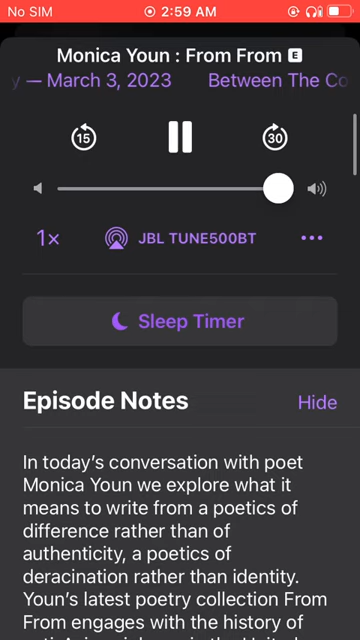 No SIM 2:59 AM
Monica Youn : From From E
— March 3, 2023 Between The
15 30
1x JBL TUNE500BT
Sleep Timer
Episode Notes Hide
In today's conversation with poet
Monica Youn we explore what it
means to write from a poetics of
difference rather than of
authenticity, a poetics of
deracination rather than identity.
Youn's latest poetry collection From
From engages with the history of